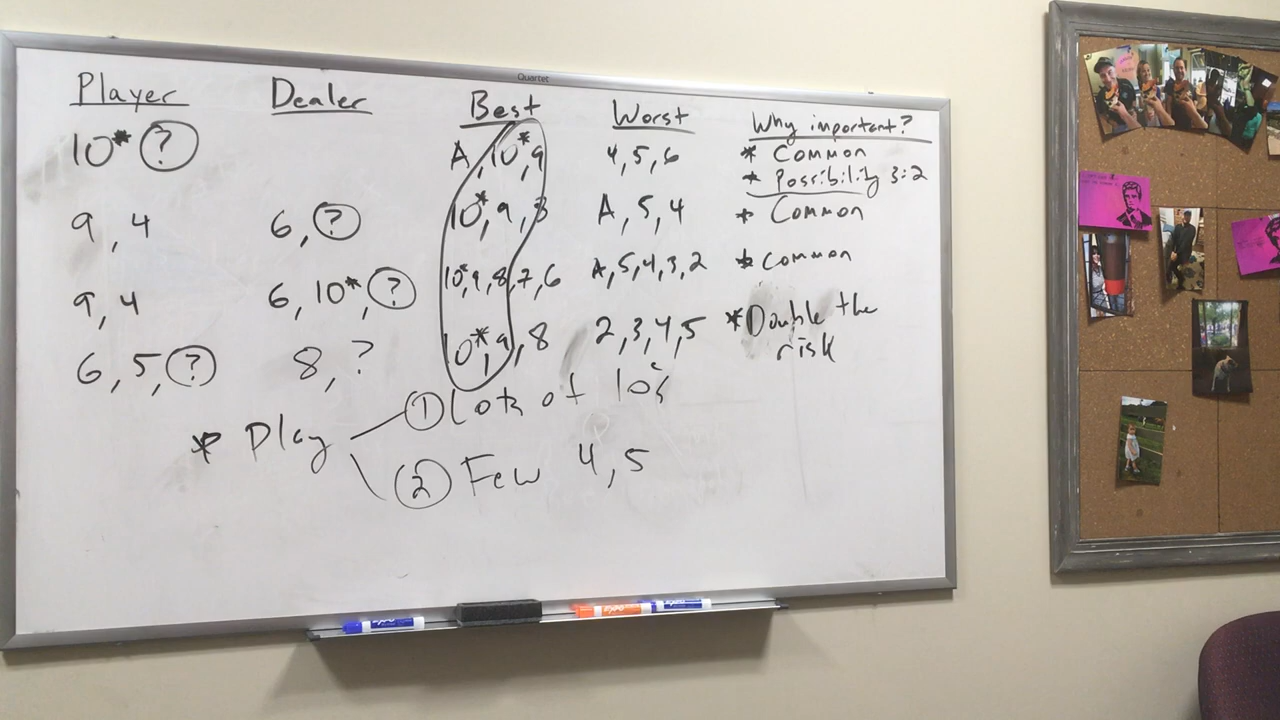 Quartet
Player Dealer Best Worst Why important?
10* ? A, 10*, 9 4, 5, 6 * Common
* Possibility 3:2
9, 4 6, ? 10*, 9, 8 A, 5, 4 * Common
9, 4 6, 10*, ? 10*, 9, 8, 7, 6 A, 5, 4, 3, 2 * Common
6, 5, ? 8, ? 10*, 9, 8 2, 3, 4, 5 * Double the
risk
* Play ① Lots of 10's
② Few 4, 5
EXPO EXPO EXPO